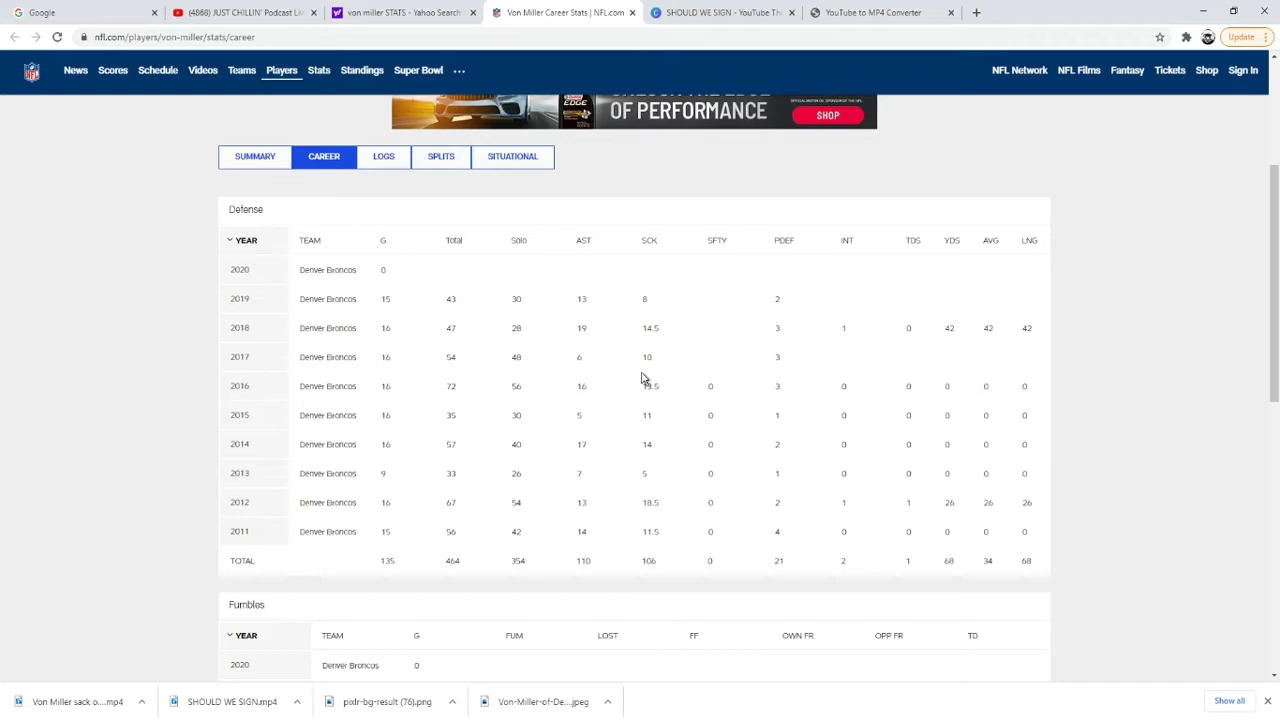 Google
(4868) JUST CHILLIN' Podcast Liv
von miller STATS - Yahoo Search
Von Miller Career Stats | NFL.com
SHOULD WE SIGN - YouTube Th
YouTube to MP4 Converter
nfl.com/players/von-miller/stats/career
Update
News Scores Schedule Videos Teams Players Stats Standings Super Bowl ...
NFL Network NFL Films Fantasy Tickets Shop Sign In
EDGE
OF PERFORMANCE
SHOP
SUMMARY CAREER LOGS SPLITS SITUATIONAL
Defense
YEAR TEAM G Total Solo AST SCK SFTY PDEF INT TDS YDS AVG LNG
2020 Denver Broncos 0
2019 Denver Broncos 15 43 30 13 8 2
2018 Denver Broncos 16 47 28 19 14.5 3 1 0 42 42 42
2017 Denver Broncos 16 54 48 6 10 3
2016 Denver Broncos 16 72 56 16 .5 0 3 0 0 0 0 0
2015 Denver Broncos 16 35 30 5 11 0 1 0 0 0 0 0
2014 Denver Broncos 16 57 40 17 14 0 2 0 0 0 0 0
2013 Denver Broncos 9 33 26 7 5 0 1 0 0 0 0 0
2012 Denver Broncos 16 67 54 13 18.5 0 2 1 1 26 26 26
2011 Denver Broncos 15 56 42 14 11.5 0 4 0 0 0 0 0
TOTAL 135 464 354 110 106 0 21 2 1 68 34 68
Fumbles
YEAR TEAM G FUM LOST FF OWN FR OPP FR TD
2020 Denver Broncos 0
Von Miller sack o....mp4
SHOULD WE SIGN.mp4
pixlr-bg-result (76).png
Von-Miller-of-De....jpeg
Show all